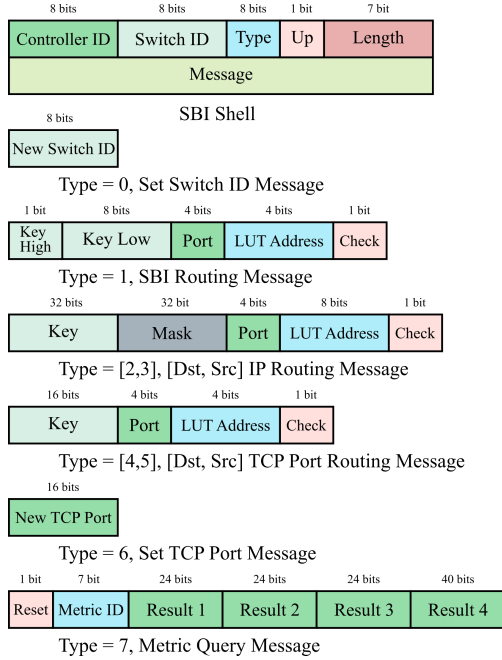 8 bits 8 bits 8 bits 1 bit 7 bit
Controller ID Switch ID Type Up Length
Message
SBI Shell
8 bits
New Switch ID
Type = 0, Set Switch ID Message
1 bit 8 bits 4 bits 4 bits 1 bit
Key High Key Low Port LUT Address Check
Type = 1, SBI Routing Message
32 bits 32 bit 4 bits 8 bits 1 bit
Key Mask Port LUT Address Check
Type = [2,3], [Dst, Src] IP Routing Message
16 bits 4 bits 4 bits 1 bit
Key Port LUT Address Check
Type = [4,5], [Dst, Src] TCP Port Routing Message
16 bits
New TCP Port
Type = 6, Set TCP Port Message
1 bit 7 bit 24 bits 24 bits 24 bits 40 bits
Reset Metric ID Result 1 Result 2 Result 3 Result 4
Type = 7, Metric Query Message